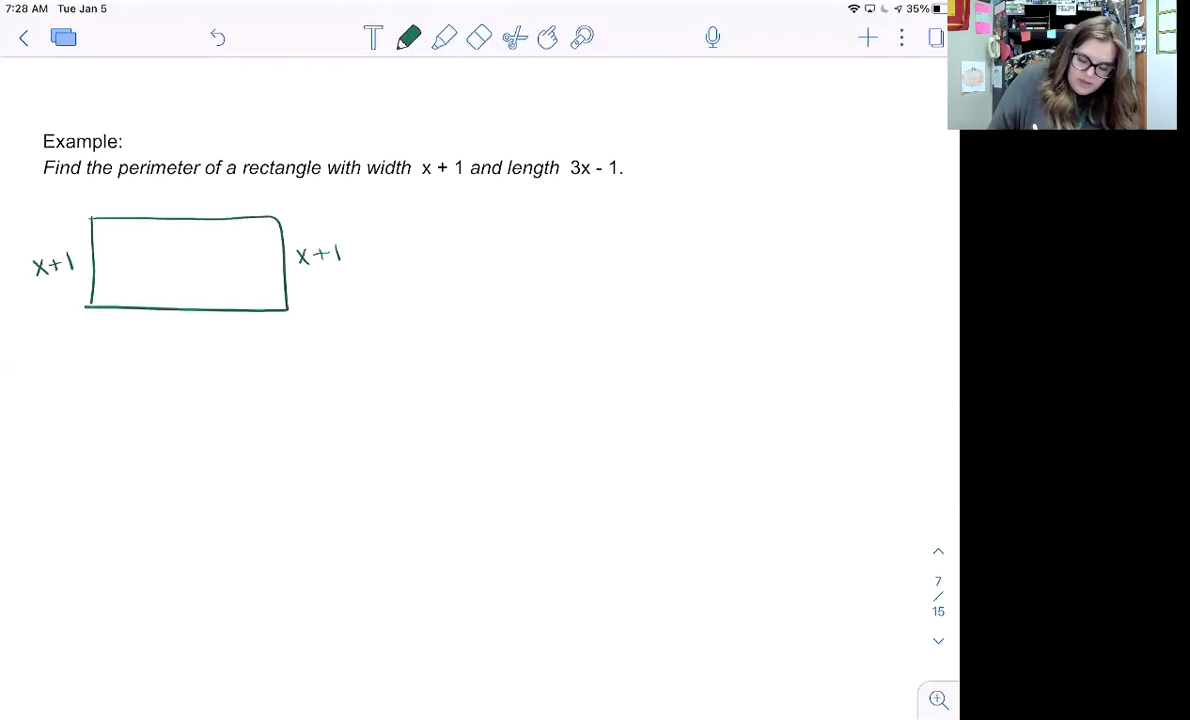 7:28 AM Tue Jan 5
35%
T
Example:
Find the perimeter of a rectangle with width x + 1 and length 3x - 1.
x+1
x+1
7
/
15